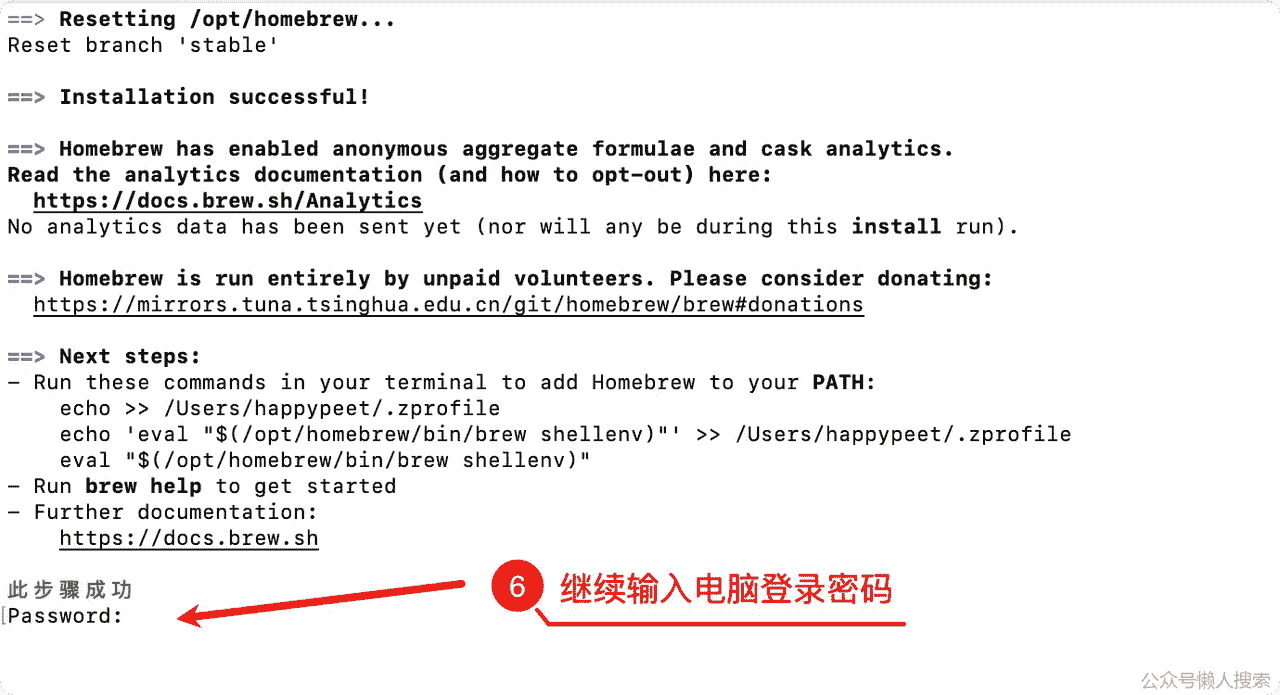 ==> Resetting /opt/homebrew...
Reset branch 'stable'
==> Installation successful!
==> Homebrew has enabled anonymous aggregate formulae and cask analytics.
Read the analytics documentation (and how to opt-out) here:
https://docs.brew.sh/Analytics
No analytics data has been sent yet (nor will any be during this install run).
==> Homebrew is run entirely by unpaid volunteers. Please consider donating:
https://mirrors.tuna.tsinghua.edu.cn/git/homebrew/brew#donations
==> Next steps:
- Run these commands in your terminal to add Homebrew to your PATH:
echo >> /Users/happypeet/.zprofile
echo 'eval "$(/opt/homebrew/bin/brew shellenv)"' >> /Users/happypeet/.zprofile
eval "$(/opt/homebrew/bin/brew shellenv)"
- Run brew help to get started
- Further documentation:
https://docs.brew.sh
此步骤成功
Password:
6 继续输入电脑登录密码
公众号懒人搜索